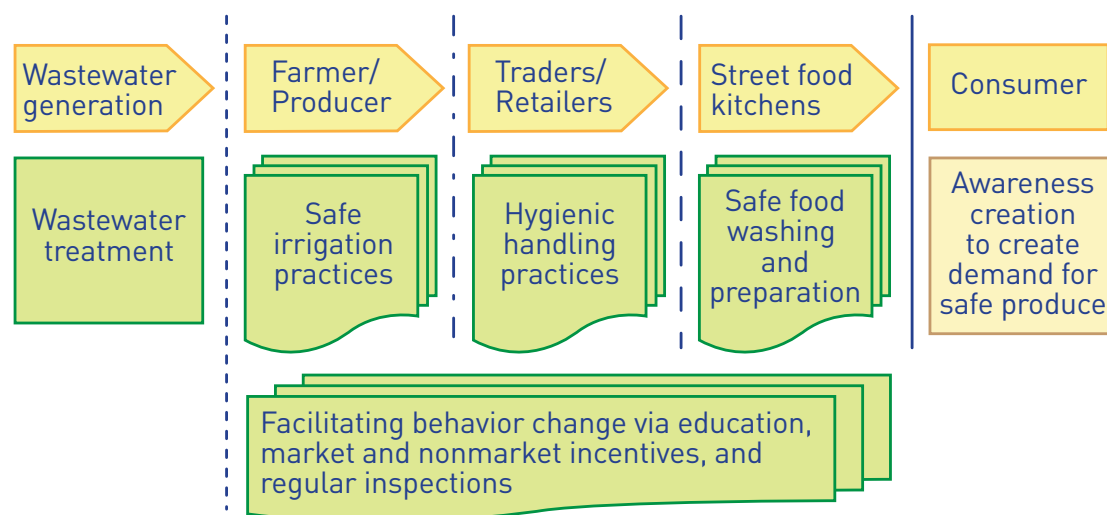 Wastewater
generation
Farmer/
Producer
Traders/
Retailers
Street food
kitchens
Consumer
Wastewater
treatment
Safe
irrigation
practices
Hygienic
handling
practices
Safe food
washing
and
preparation
Awareness
creation
to create
demand for
safe produce
Facilitating behavior change via education,
market and nonmarket incentives, and
regular inspections